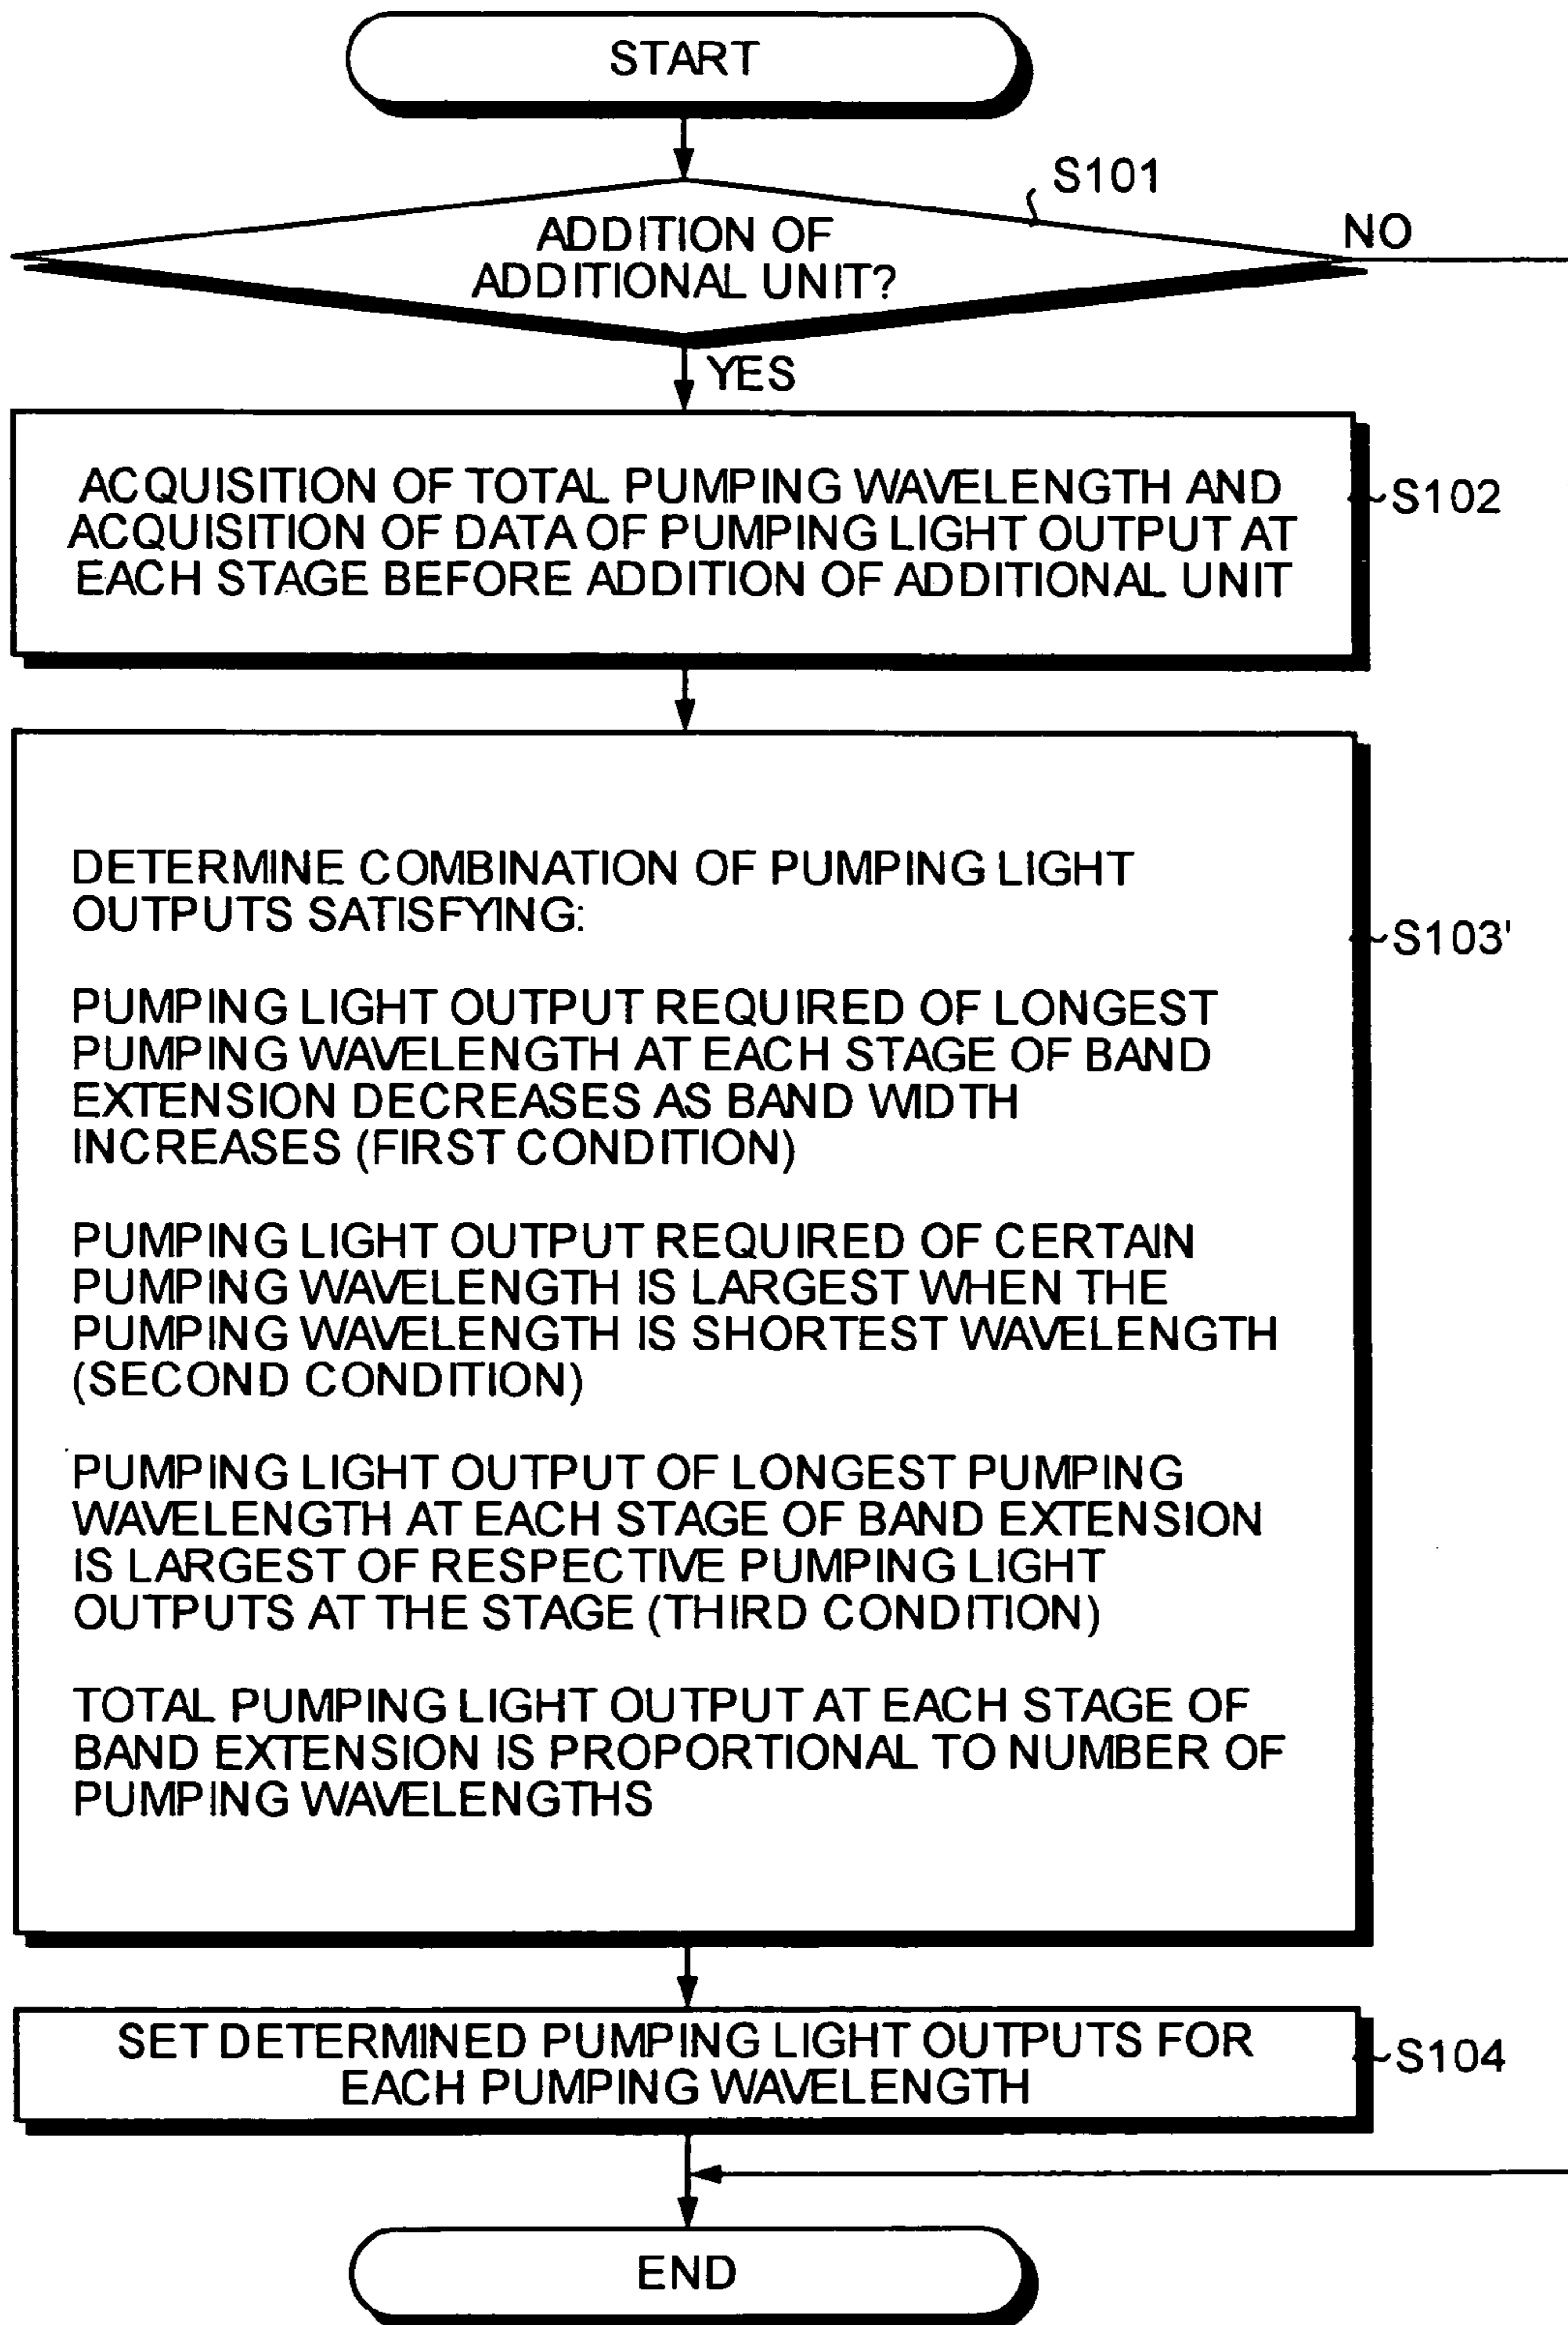 START
S101
ADDITION OF
ADDITIONAL UNIT?
NO
YES
ACQUISITION OF TOTAL PUMPING WAVELENGTH AND
ACQUISITION OF DATA OF PUMPING LIGHT OUTPUT AT
EACH STAGE BEFORE ADDITION OF ADDITIONAL UNIT
S102
DETERMINE COMBINATION OF PUMPING LIGHT
OUTPUTS SATISFYING:
S103'
PUMPING LIGHT OUTPUT REQUIRED OF LONGEST
PUMPING WAVELENGTH AT EACH STAGE OF BAND
EXTENSION DECREASES AS BAND WIDTH
INCREASES (FIRST CONDITION)
PUMPING LIGHT OUTPUT REQUIRED OF CERTAIN
PUMPING WAVELENGTH IS LARGEST WHEN THE
PUMPING WAVELENGTH IS SHORTEST WAVELENGTH
(SECOND CONDITION)
PUMPING LIGHT OUTPUT OF LONGEST PUMPING
WAVELENGTH AT EACH STAGE OF BAND EXTENSION
IS LARGEST OF RESPECTIVE PUMPING LIGHT
OUTPUTS AT THE STAGE (THIRD CONDITION)
TOTAL PUMPING LIGHT OUTPUT AT EACH STAGE OF
BAND EXTENSION IS PROPORTIONAL TO NUMBER OF
PUMPING WAVELENGTHS
SET DETERMINED PUMPING LIGHT OUTPUTS FOR
EACH PUMPING WAVELENGTH
S104
END